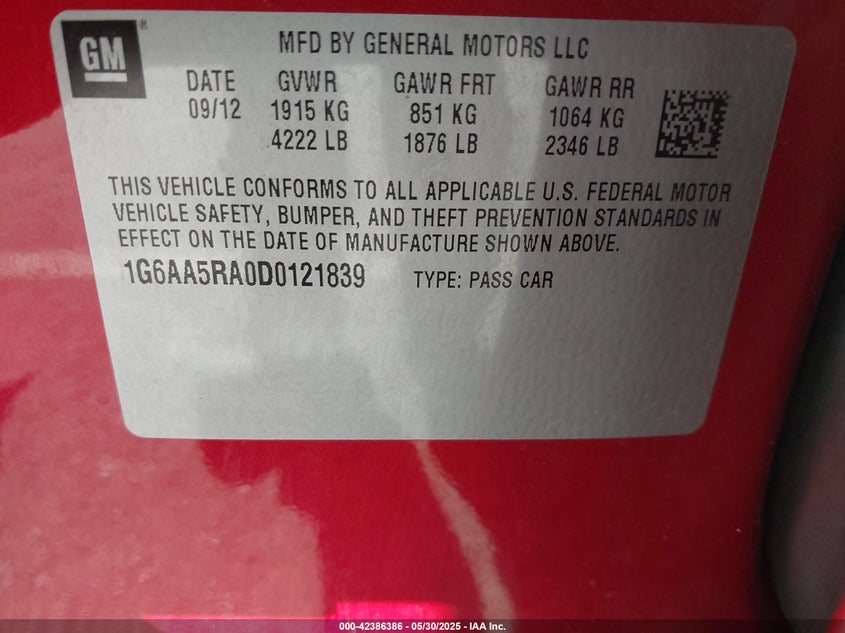 GM
MFD BY GENERAL MOTORS LLC
DATE GVWR GAWR FRT GAWR RR
09/12 1915 KG 851 KG 1064 KG
4222 LB 1876 LB 2346 LB
THIS VEHICLE CONFORMS TO ALL APPLICABLE U.S. FEDERAL MOTOR
VEHICLE SAFETY, BUMPER, AND THEFT PREVENTION STANDARDS IN
EFFECT ON THE DATE OF MANUFACTURE SHOWN ABOVE.
1G6AA5RA0D0121839 TYPE: PASS CAR
000-42386386 - 05/30/2025 - IAA Inc.